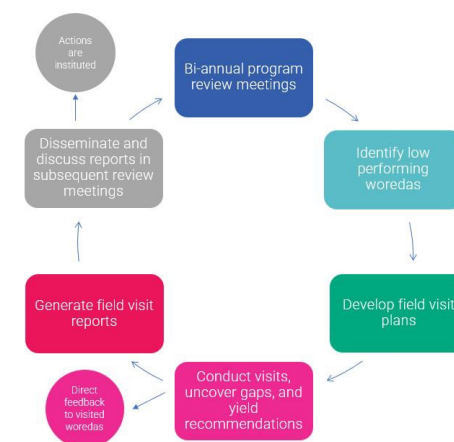 Actions
are
instituted
Bi-annual program
review meetings
Disseminate and
discuss reports in
subsequent review
meetings
Identify low
performing
woredas
Generate field visit
reports
Develop field visit
plans
Conduct visits,
uncover gaps, and
yield
recommendations
Direct
feedback
to visited
woredas